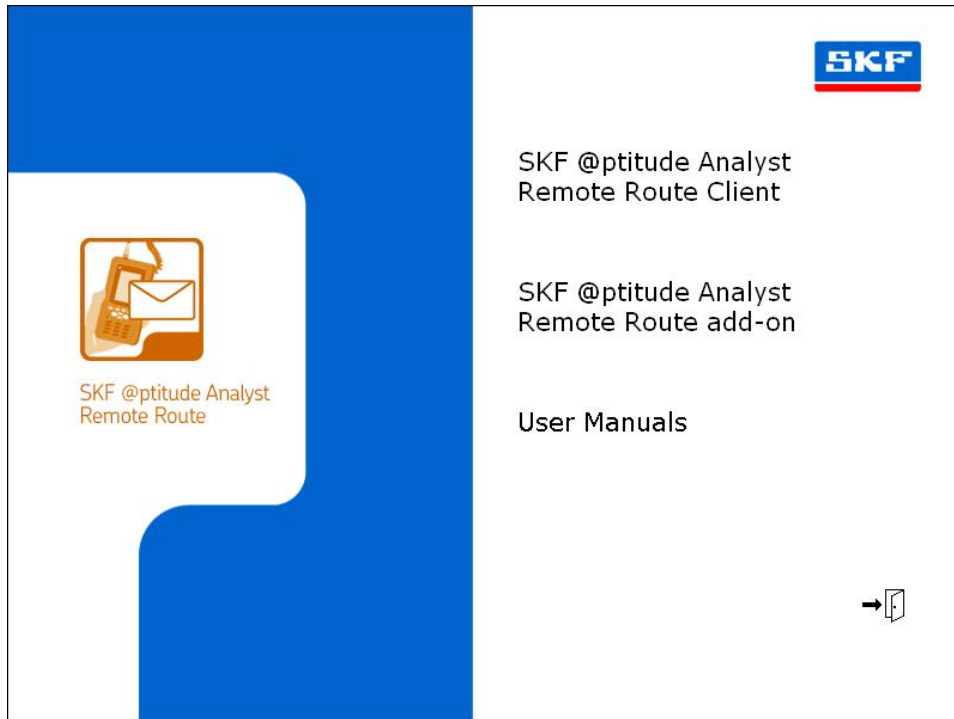 SKF
SKF @ptitude Analyst
Remote Route Client
SKF @ptitude Analyst
Remote Route add-on
SKF @ptitude Analyst
Remote Route
User Manuals